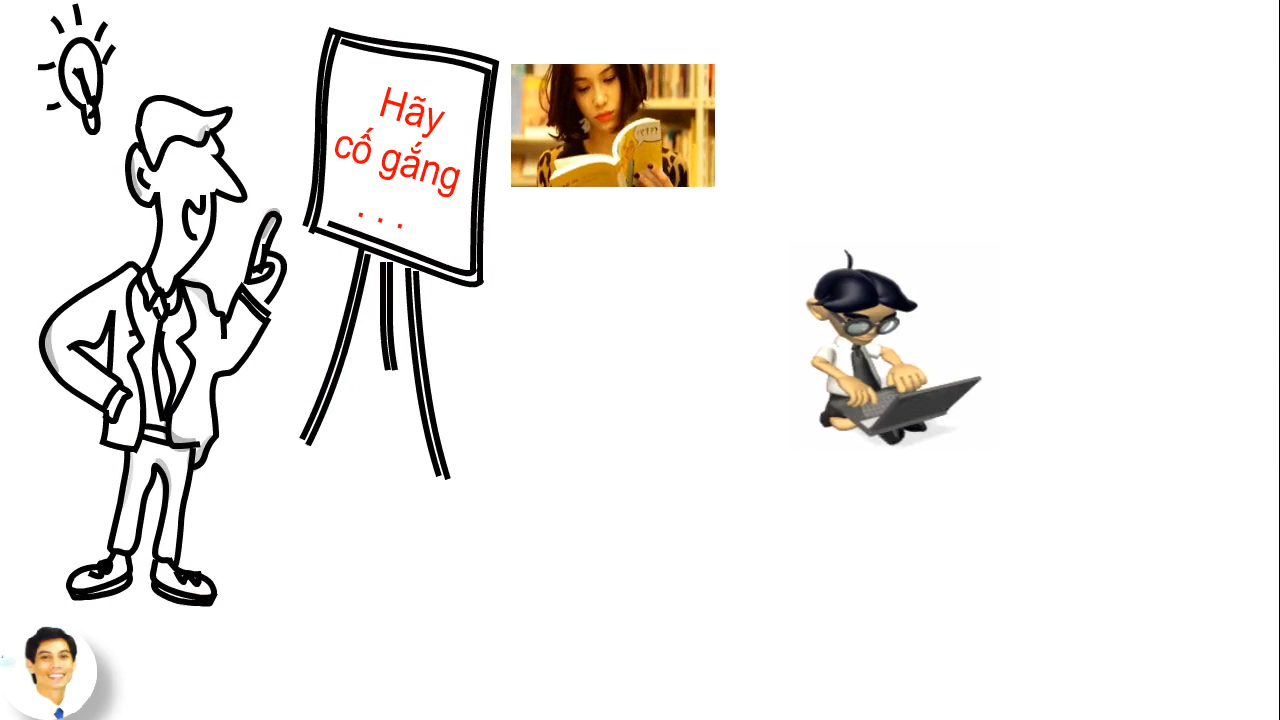 Hãy
cố gắng
. . .